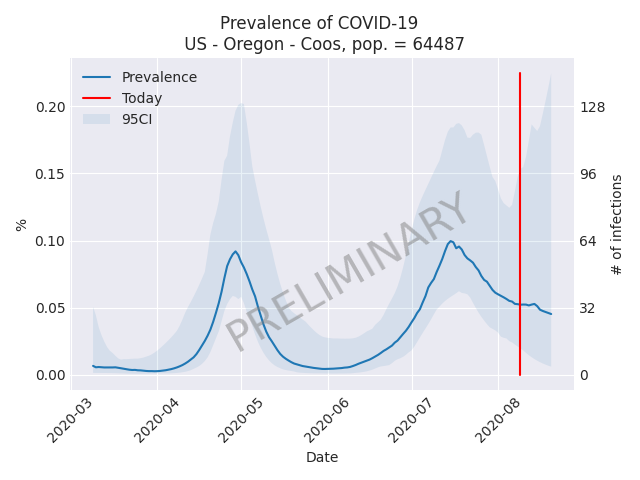 Prevalence of COVID-19
US - Oregon - Coos, pop. = 64487
Prevalence
Today
95CI
PRELIMINARY
%
0.20
0.15
0.10
0.05
0.00
128
96
64
32
0
# of infections
2020-03
2020-04
2020-05
2020-06
2020-07
2020-08
Date